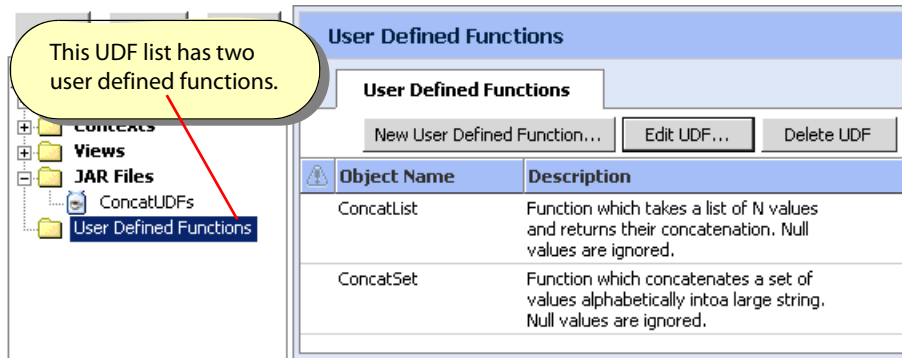 This UDF list has two
user defined functions.
Contexts
Views
JAR Files
ConcatUDFs
User Defined Functions
User Defined Functions
User Defined Functions
New User Defined Function... Edit UDF... Delete UDF
Object Name Description
ConcatList Function which takes a list of N values
and returns their concatenation. Null
values are ignored.
ConcatSet Function which concatenates a set of
values alphabetically intoa large string.
Null values are ignored.